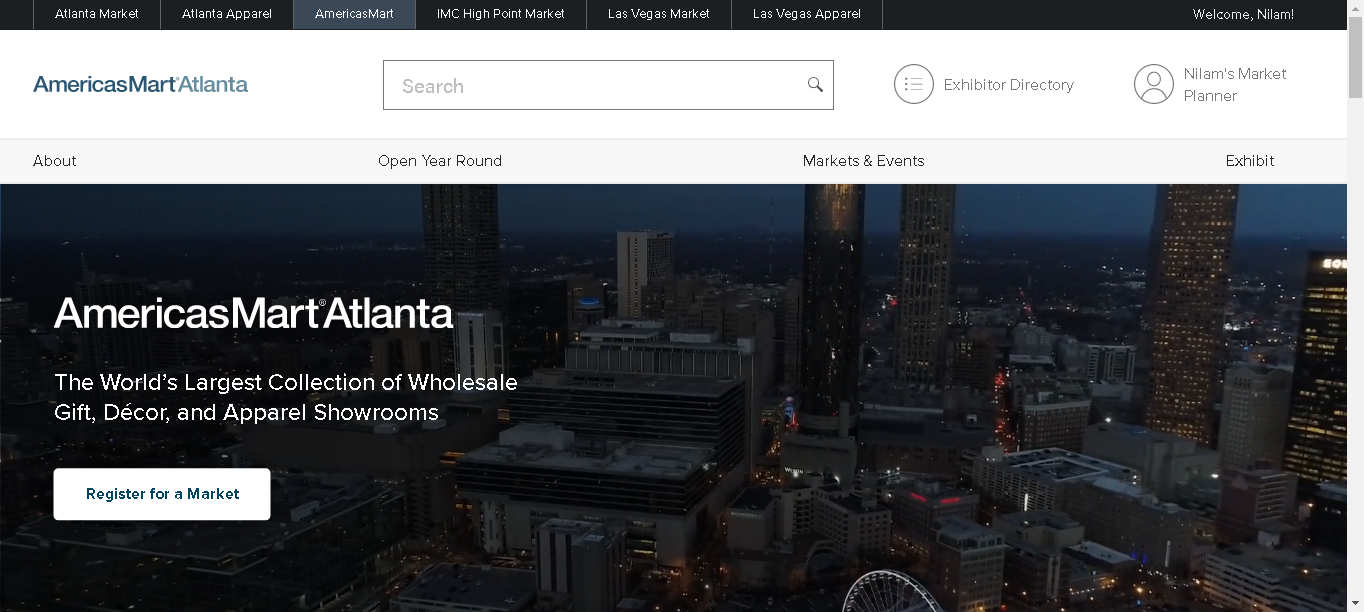 Atlanta Market
Atlanta Apparel
AmericasMart
IMC High Point Market
Las Vegas Market
Las Vegas Apparel
Welcome, Nilam!
AmericasMart®Atlanta
Search
Exhibitor Directory
Nilam's Market
Planner
About
Open Year Round
Markets & Events
Exhibit
AmericasMart®Atlanta
The World’s Largest Collection of Wholesale
Gift, Décor, and Apparel Showrooms
Register for a Market
WESTIN